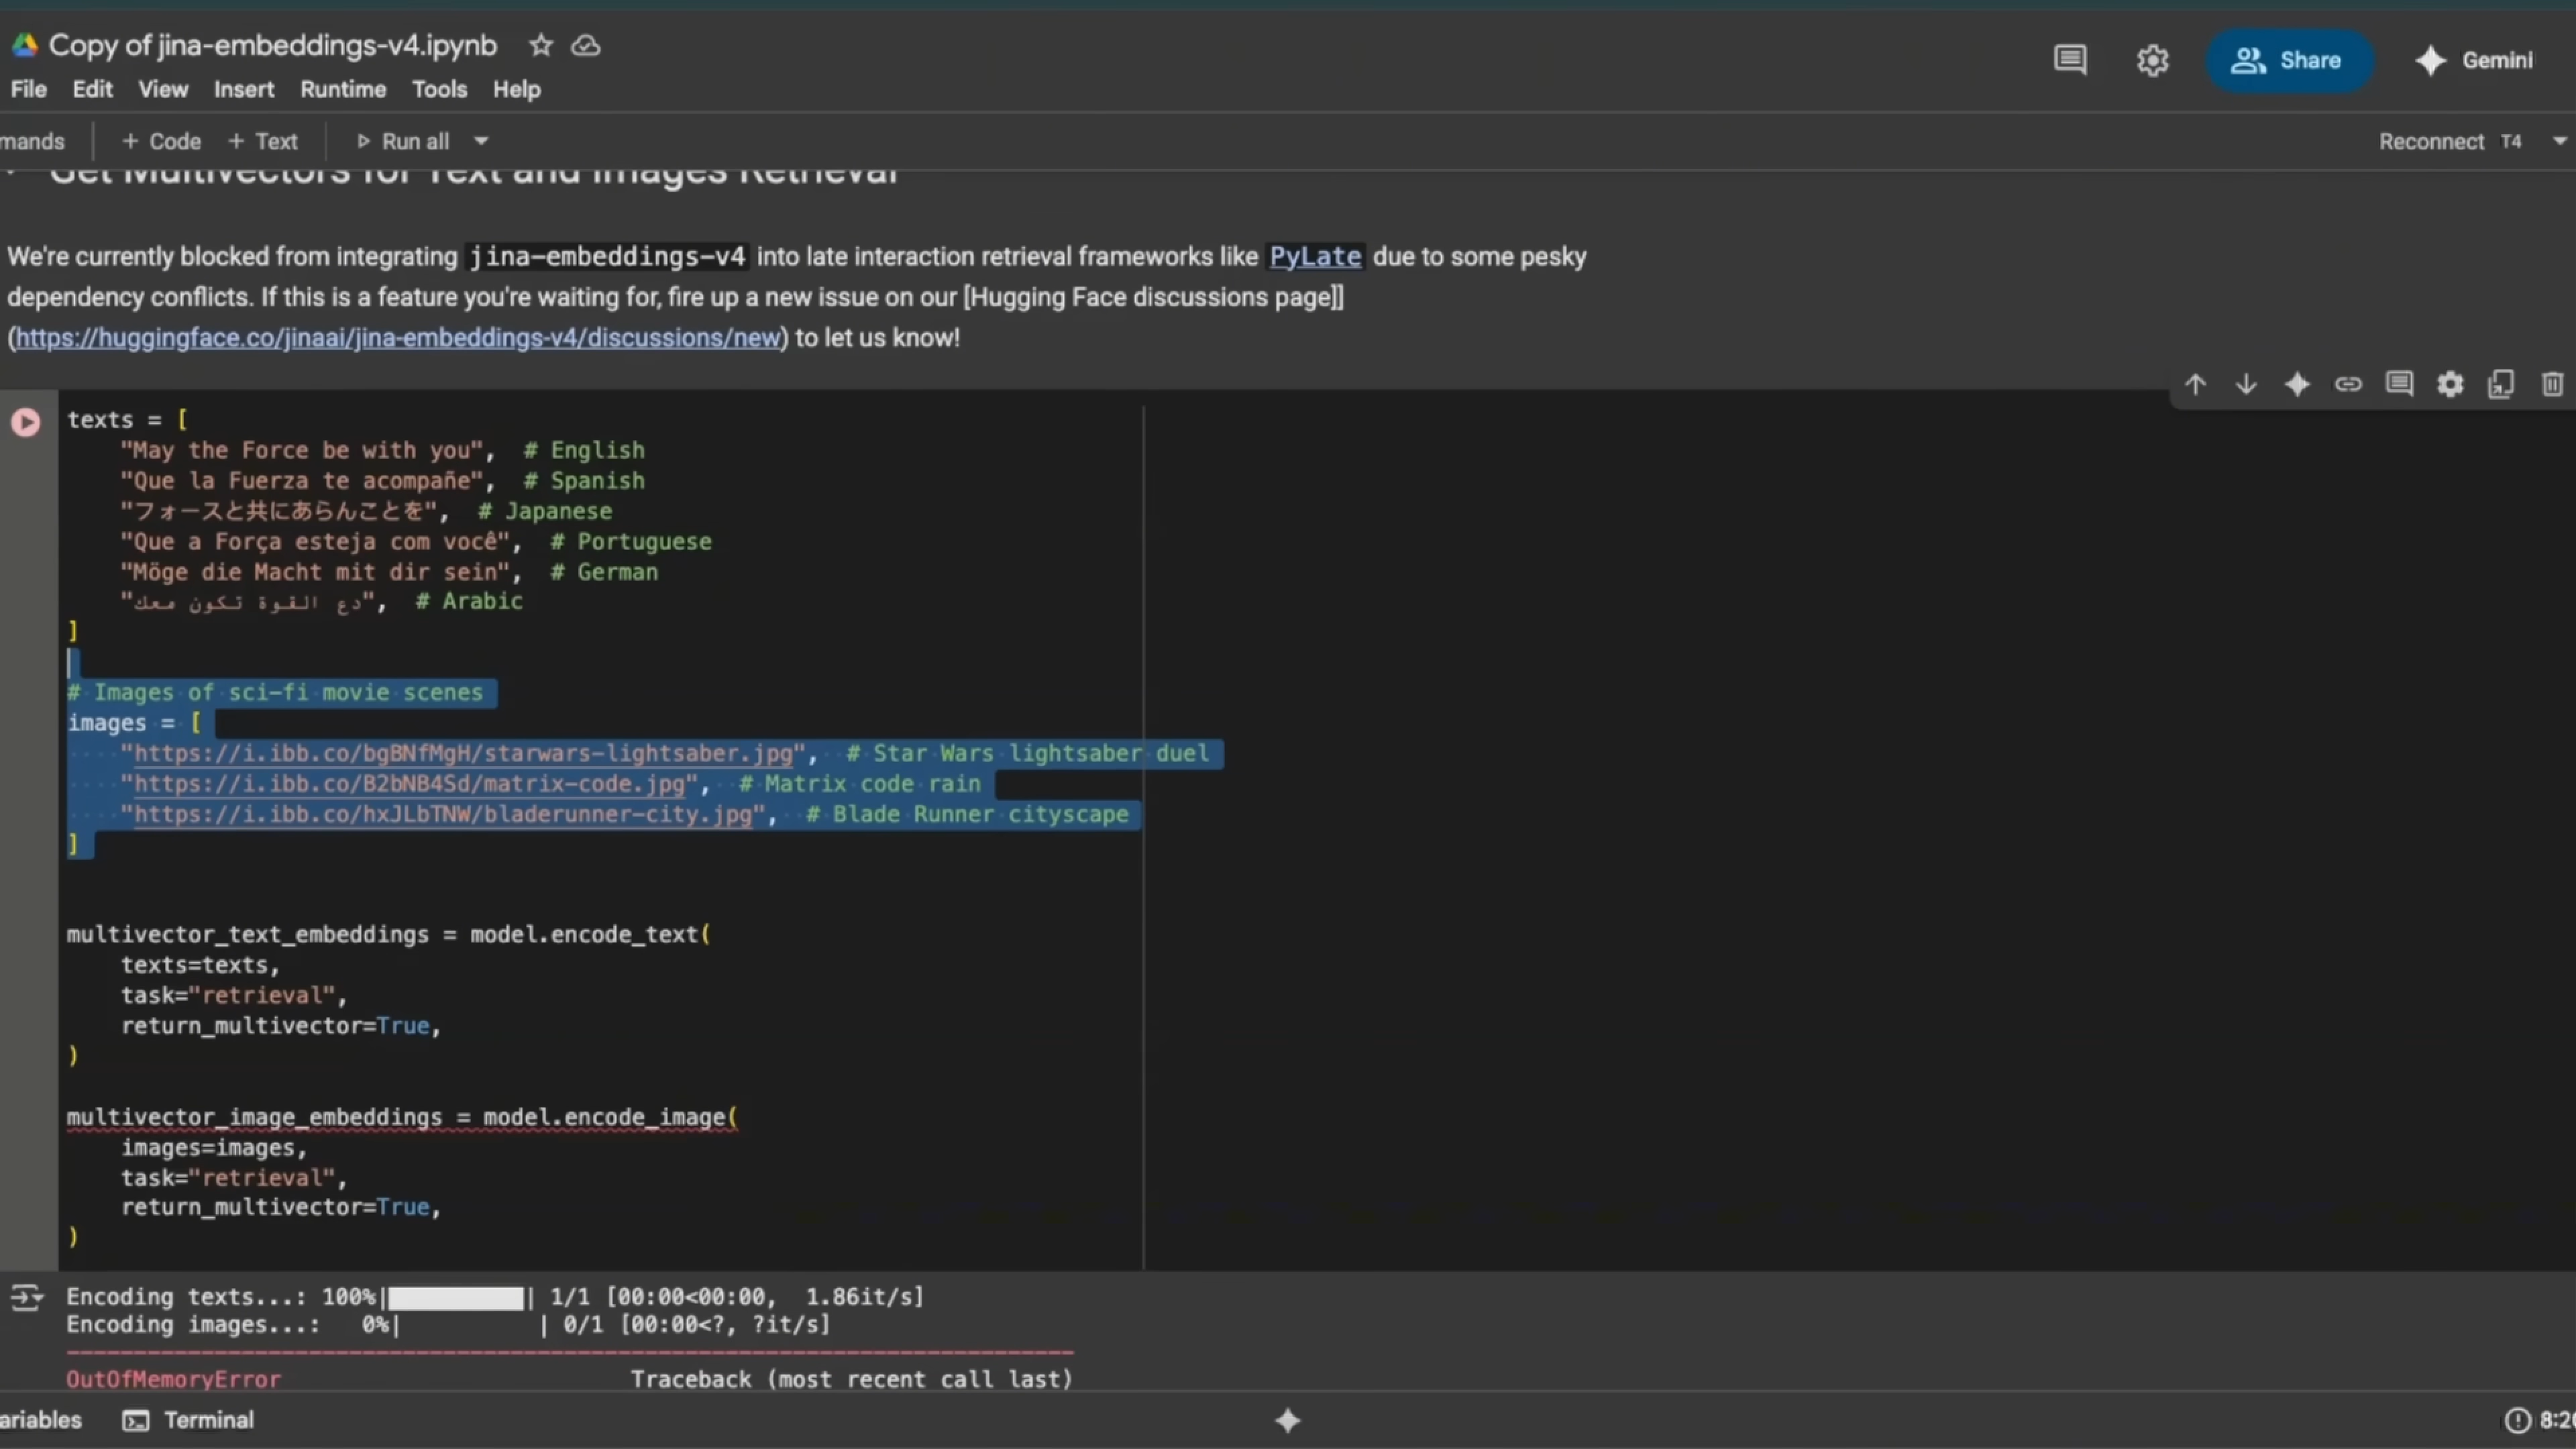 Copy of jina-embeddings-v4.ipynb
Share
Gemini
File Edit View Insert Runtime Tools Help
mands + Code + Text Run all
Reconnect T4
Get Multivectors for Text and Images Retrieval
We're currently blocked from integrating jina-embeddings-v4 into late interaction retrieval frameworks like PyLate due to some pesky
dependency conflicts. If this is a feature you're waiting for, fire up a new issue on our [Hugging Face discussions page]]
(https://huggingface.co/jinaai/jina-embeddings-v4/discussions/new) to let us know!
texts = [
"May the Force be with you", # English
"Que la Fuerza te acompañe", # Spanish
"フォースと共にあらんことを", # Japanese
"Que a Força esteja com você", # Portuguese
"Möge die Macht mit dir sein", # German
"دع القوة تكون معك", # Arabic
]
# Images of sci-fi movie scenes
images = [
"https://i.ibb.co/bgBNfMgH/starwars-lightsaber.jpg", # Star Wars lightsaber duel
"https://i.ibb.co/B2bNB4Sd/matrix-code.jpg", # Matrix code rain
"https://i.ibb.co/hxJLbTNW/bladerunner-city.jpg", # Blade Runner cityscape
]
multivector_text_embeddings = model.encode_text(
texts=texts,
task="retrieval",
return_multivector=True,
)
multivector_image_embeddings = model.encode_image(
images=images,
task="retrieval",
return_multivector=True,
)
Encoding texts...: 100%| | 1/1 [00:00<00:00, 1.86it/s]
Encoding images...: 0%| | 0/1 [00:00<?, ?it/s]
OutOfMemoryError Traceback (most recent call last)
ariables Terminal
8:20